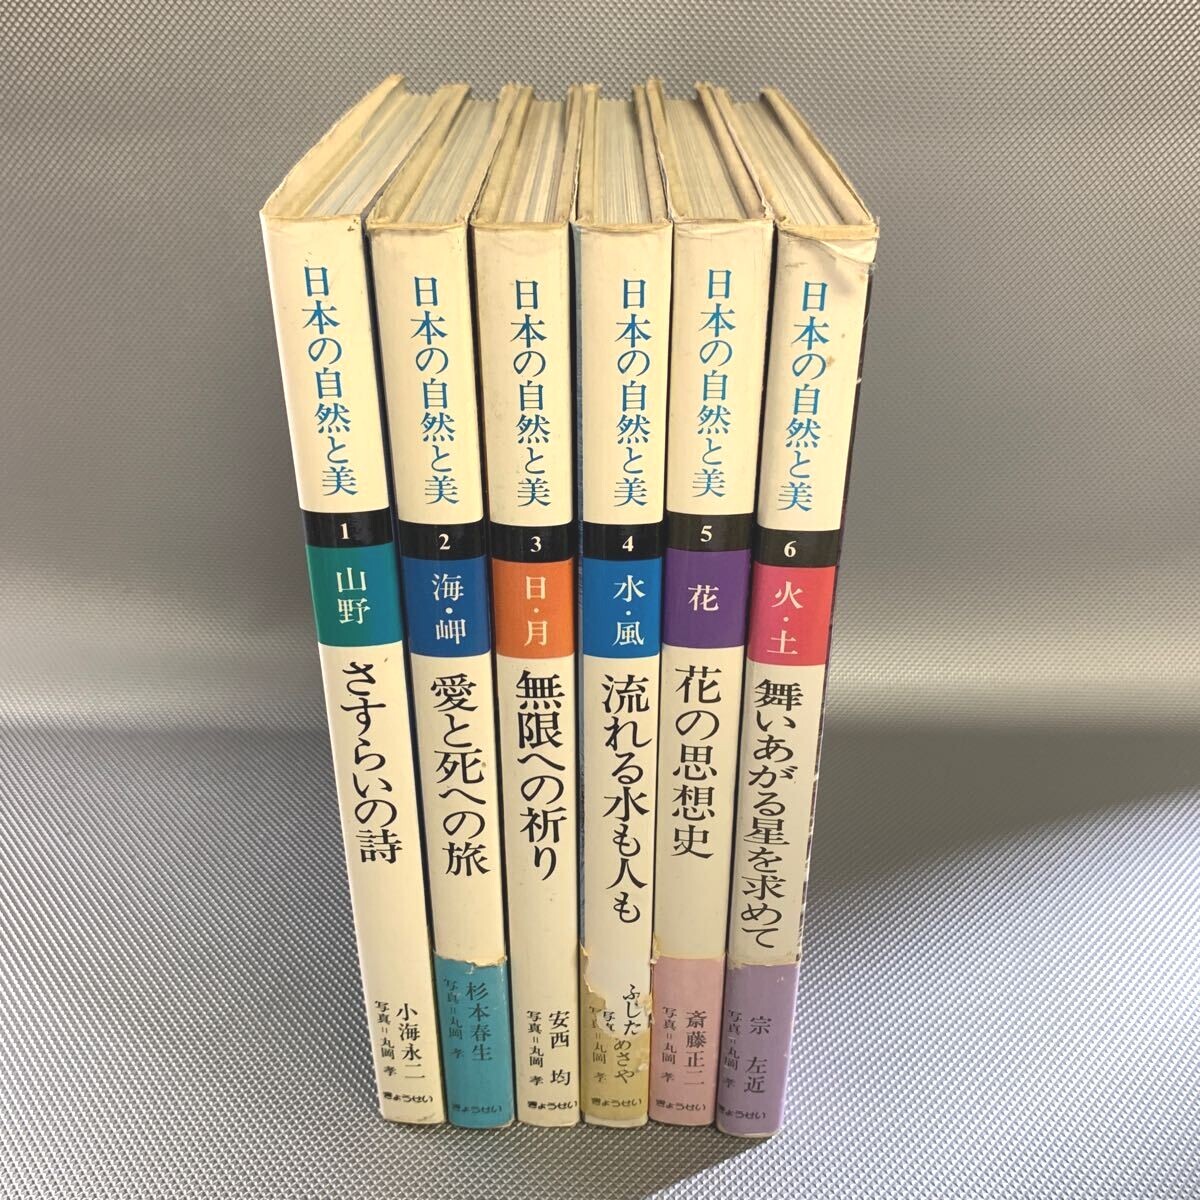 日本の自然と美
1
山野
さすらいの詩
小海永二
写真=丸岡 孝
ぎょうせい
日本の自然と美
2
海・岬
愛と死への旅
杉本春生
写真=丸岡 孝
ぎょうせい
日本の自然と美
3
日・月
無限への祈り
安西 均
写真=丸岡 孝
ぎょうせい
日本の自然と美
4
水・風
流れる水も人も
ふじた
めさや
写真
孝
ぎょうせい
日本の自然と美
5
花
花の思想史
斎藤正二
写真=丸岡 孝
ぎょうせい
日本の自然と美
6
火・土
舞いあがる星を求めて
宗 左近
写真=丸岡 孝
ぎょうせい